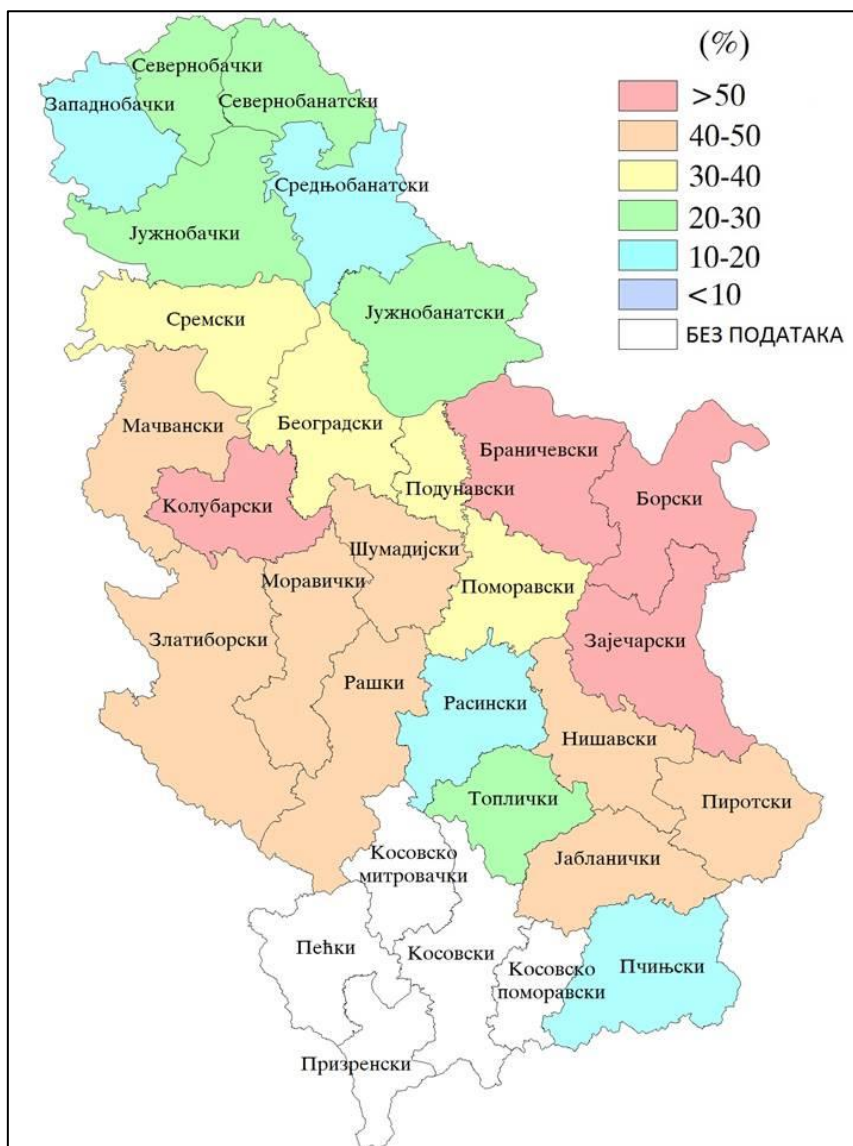 (%)
>50
40-50
30-40
20-30
10-20
<10
БЕЗ ПОДАТАКА
Севернобачки
Западнобачки
Севернобанатски
Средњобанатски
Јужнобачки
Јужнобанатски
Сремски
Мачвански
Београдски
Браничевски
Подунавски
Борски
Колубарски
Шумадијски
Моравички
Поморавски
Златиборски
Зајечарски
Рашки
Расински
Нишавски
Топлички
Пиротски
Јабланички
Косовско
митровачки
Пећки
Косовски
Косовско
поморавски
Пчињски
Призренски